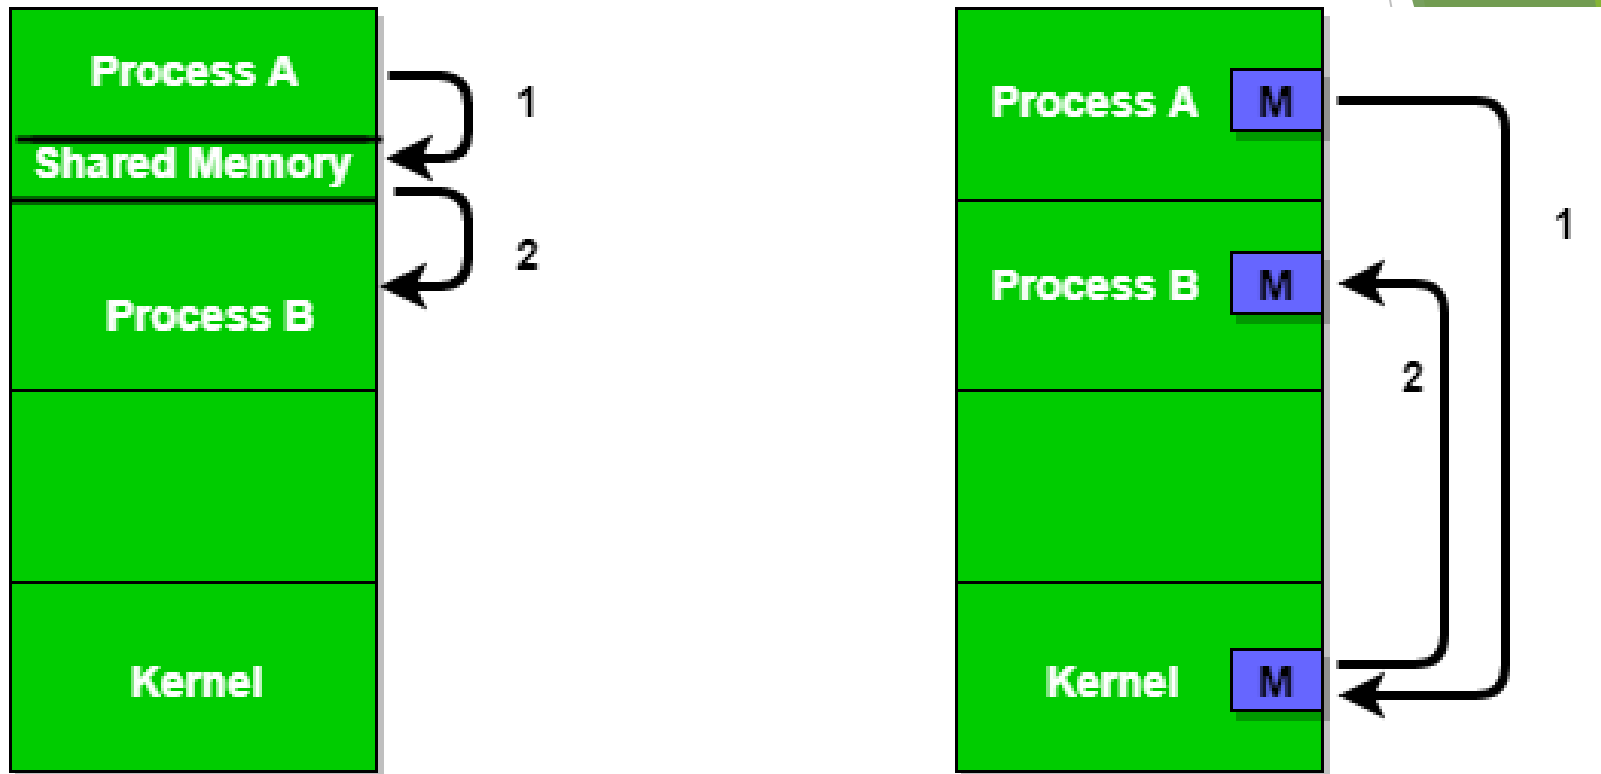 Process A
1
Shared Memory
2
Process B
Kernel
Process A M
1
Process B M
2
Kernel M